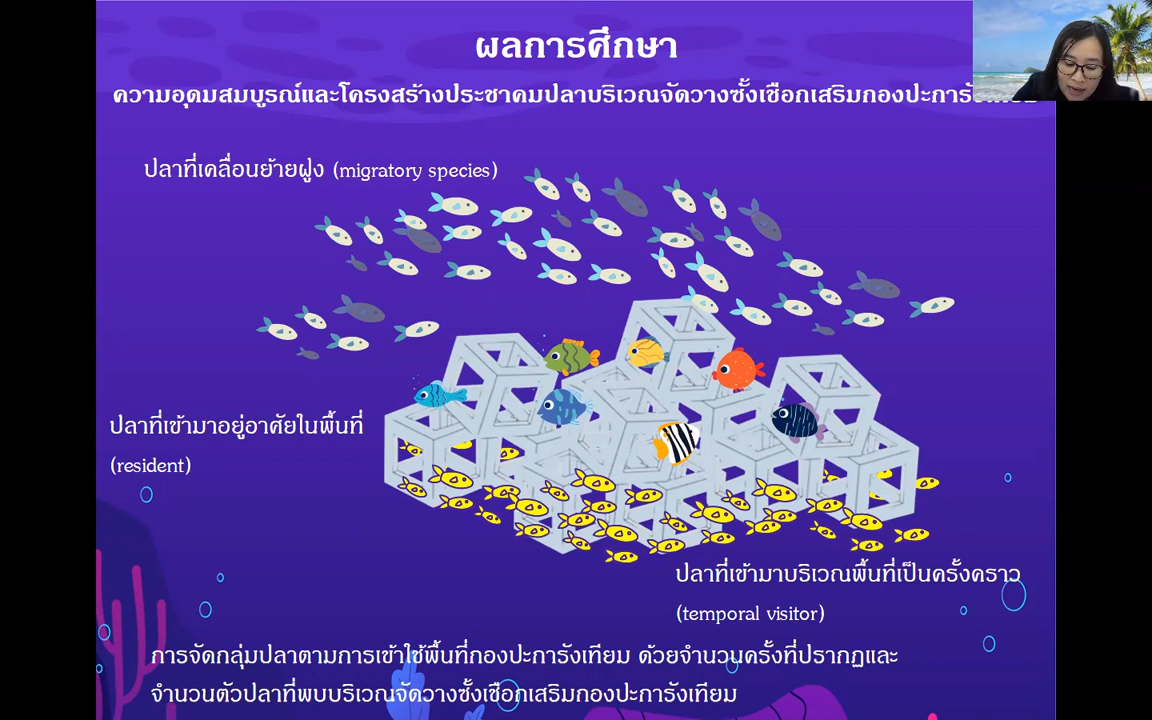 ผลการศึกษา
ความอุดมสมบูรณ์และโครงสร้างประชาคมปลาบริเวณจัดวางซั้งเชือกเสริมกองปะการังเทียม
ปลาที่เคลื่อนย้ายฝูง (migratory species)
ปลาที่เข้ามาอยู่อาศัยในพื้นที่
(resident)
ปลาที่เข้ามาบริเวณพื้นที่เป็นครั้งคราว
(temporal visitor)
การจัดกลุ่มปลาตามการเข้าใช้พื้นที่กองปะการังเทียม ด้วยจำนวนครั้งที่ปรากฏและ
จำนวนตัวปลาที่พบบริเวณจัดวางซั้งเชือกเสริมกองปะการังเทียม